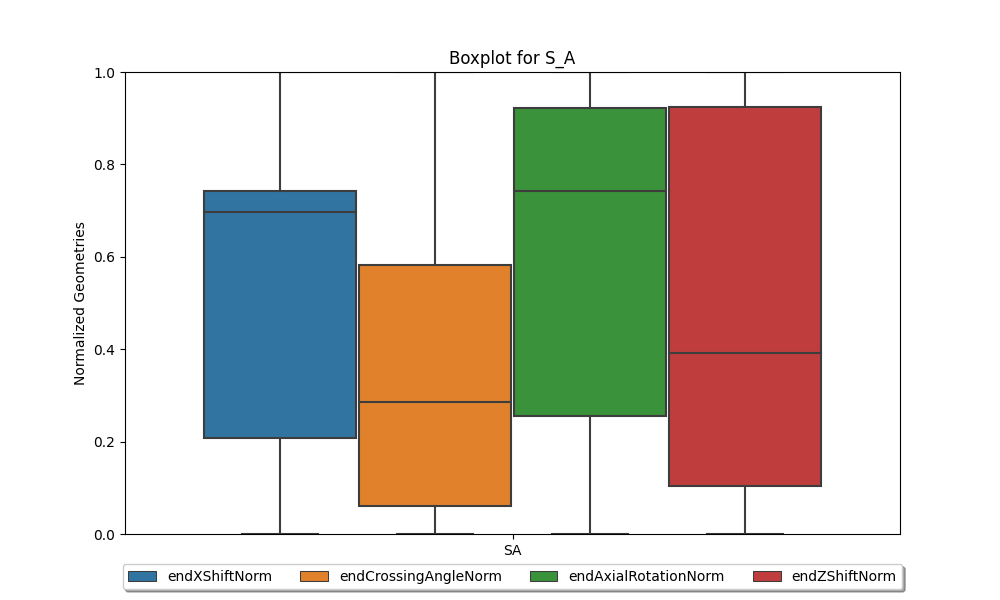 Boxplot for S_A
1.0
0.8
0.6
0.4
0.2
0.0
Normalized Geometries
SA
endXShiftNorm endCrossingAngleNorm endAxialRotationNorm endZShiftNorm